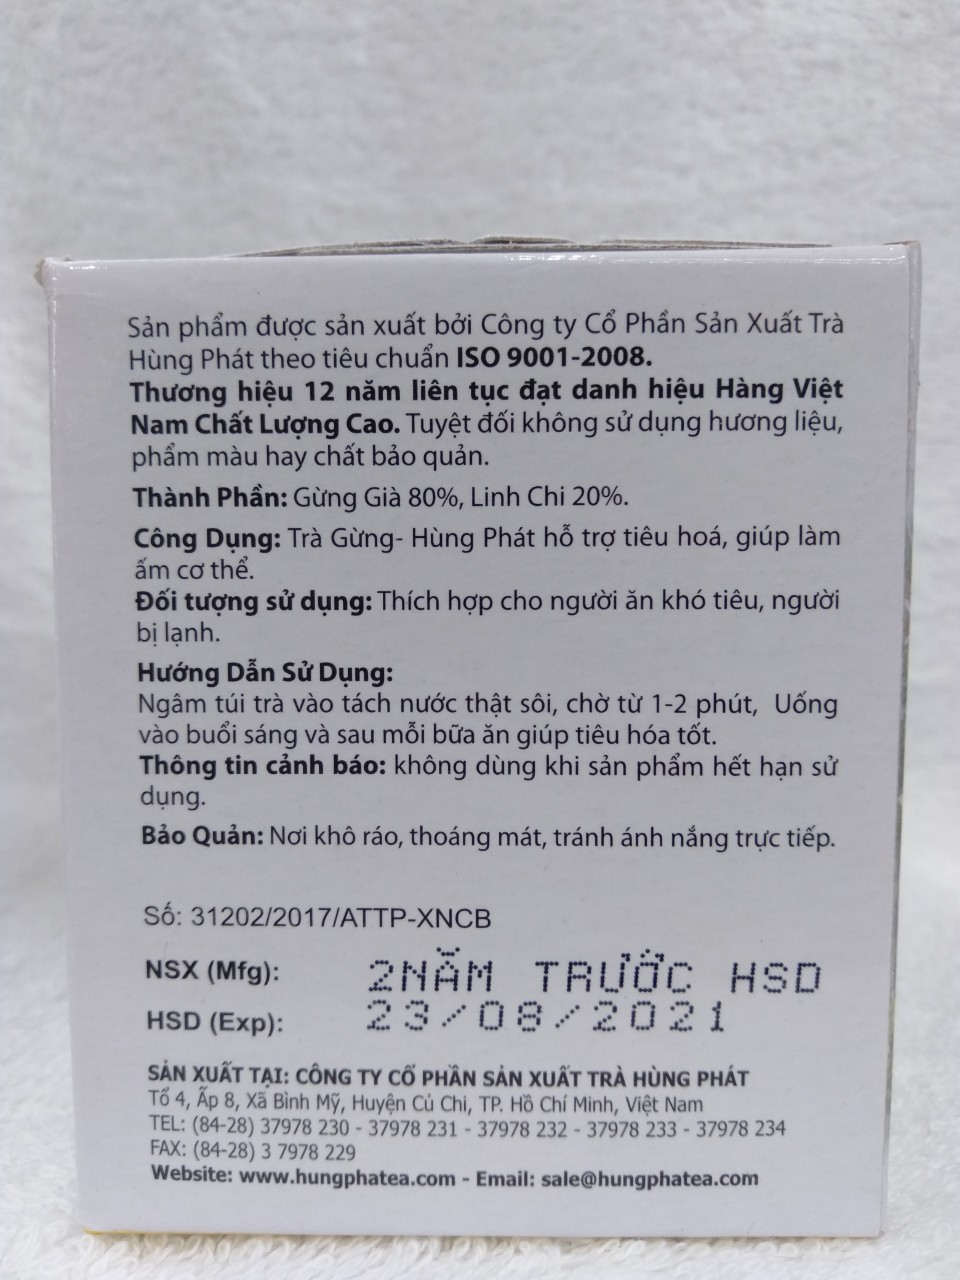 Sản phẩm được sản xuất bởi Công ty Cổ Phần Sản Xuất Trà
Hùng Phát theo tiêu chuẩn ISO 9001-2008.
Thương hiệu 12 năm liên tục đạt danh hiệu Hàng Việt
Nam Chất Lượng Cao. Tuyệt đối không sử dụng hương liệu,
phẩm màu hay chất bảo quản.
Thành Phần: Gừng Già 80%, Linh Chi 20%.
Công Dụng: Trà Gừng- Hùng Phát hỗ trợ tiêu hoá, giúp làm
ấm cơ thể.
Đối tượng sử dụng: Thích hợp cho người ăn khó tiêu, người
bị lạnh.
Hướng Dẫn Sử Dụng:
Ngâm túi trà vào tách nước thật sôi, chờ từ 1-2 phút, Uống
vào buổi sáng và sau mỗi bữa ăn giúp tiêu hóa tốt.
Thông tin cảnh báo: không dùng khi sản phẩm hết hạn sử
dụng.
Bảo Quản: Nơi khô ráo, thoáng mát, tránh ánh nắng trực tiếp.
Số: 31202/2017/ATTP-XNCB
NSX (Mfg): 2NĂM TRƯỚC HSD
HSD (Exp): 23/08/2021
SẢN XUẤT TẠI: CÔNG TY CỔ PHẦN SẢN XUẤT TRÀ HÙNG PHÁT
Tổ 4, Ấp 8, Xã Bình Mỹ, Huyện Củ Chi, TP. Hồ Chí Minh, Việt Nam
TEL: (84-28) 37978 230 - 37978 231 - 37978 232 - 37978 233 - 37978 234
FAX: (84-28) 3 7978 229
Website: www.hungphatea.com - Email: sale@hungphatea.com